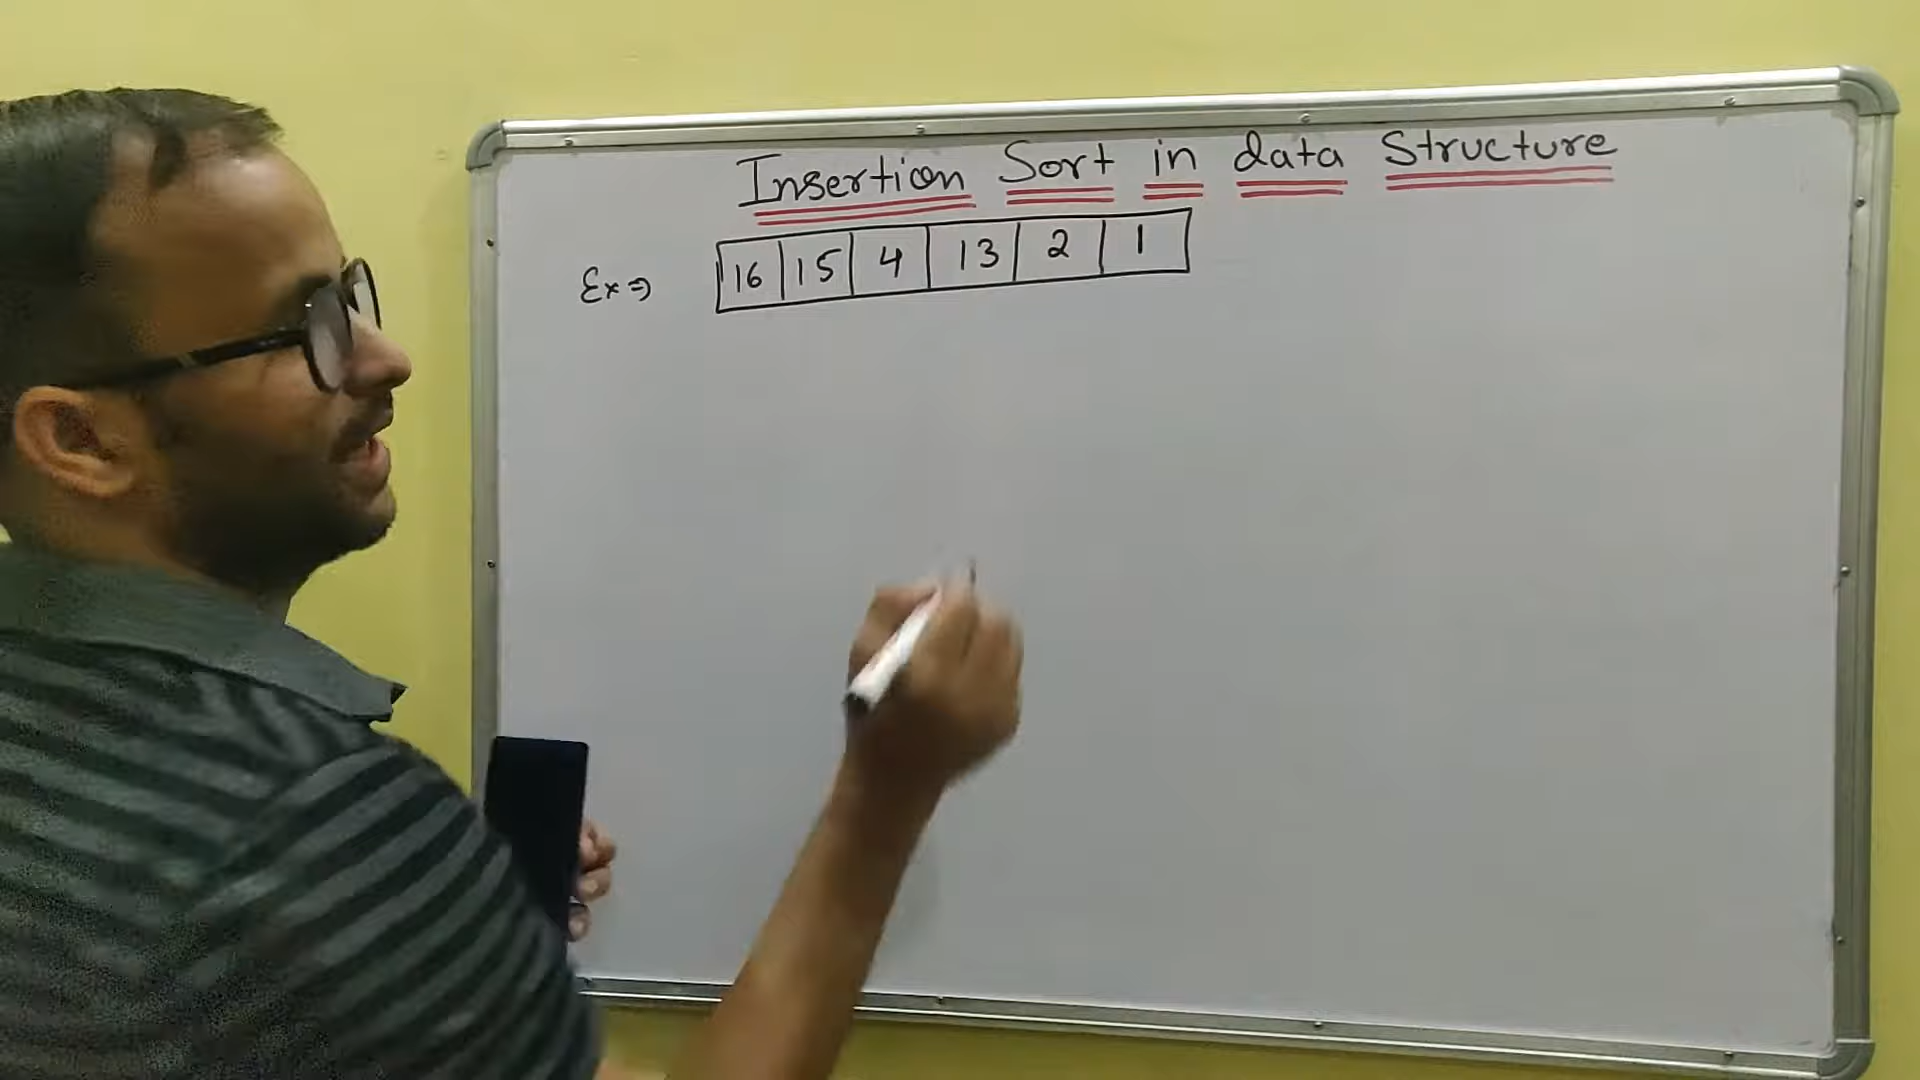 Insertion Sort in data Structure
Ex⇒ 16 15 4 13 2 1